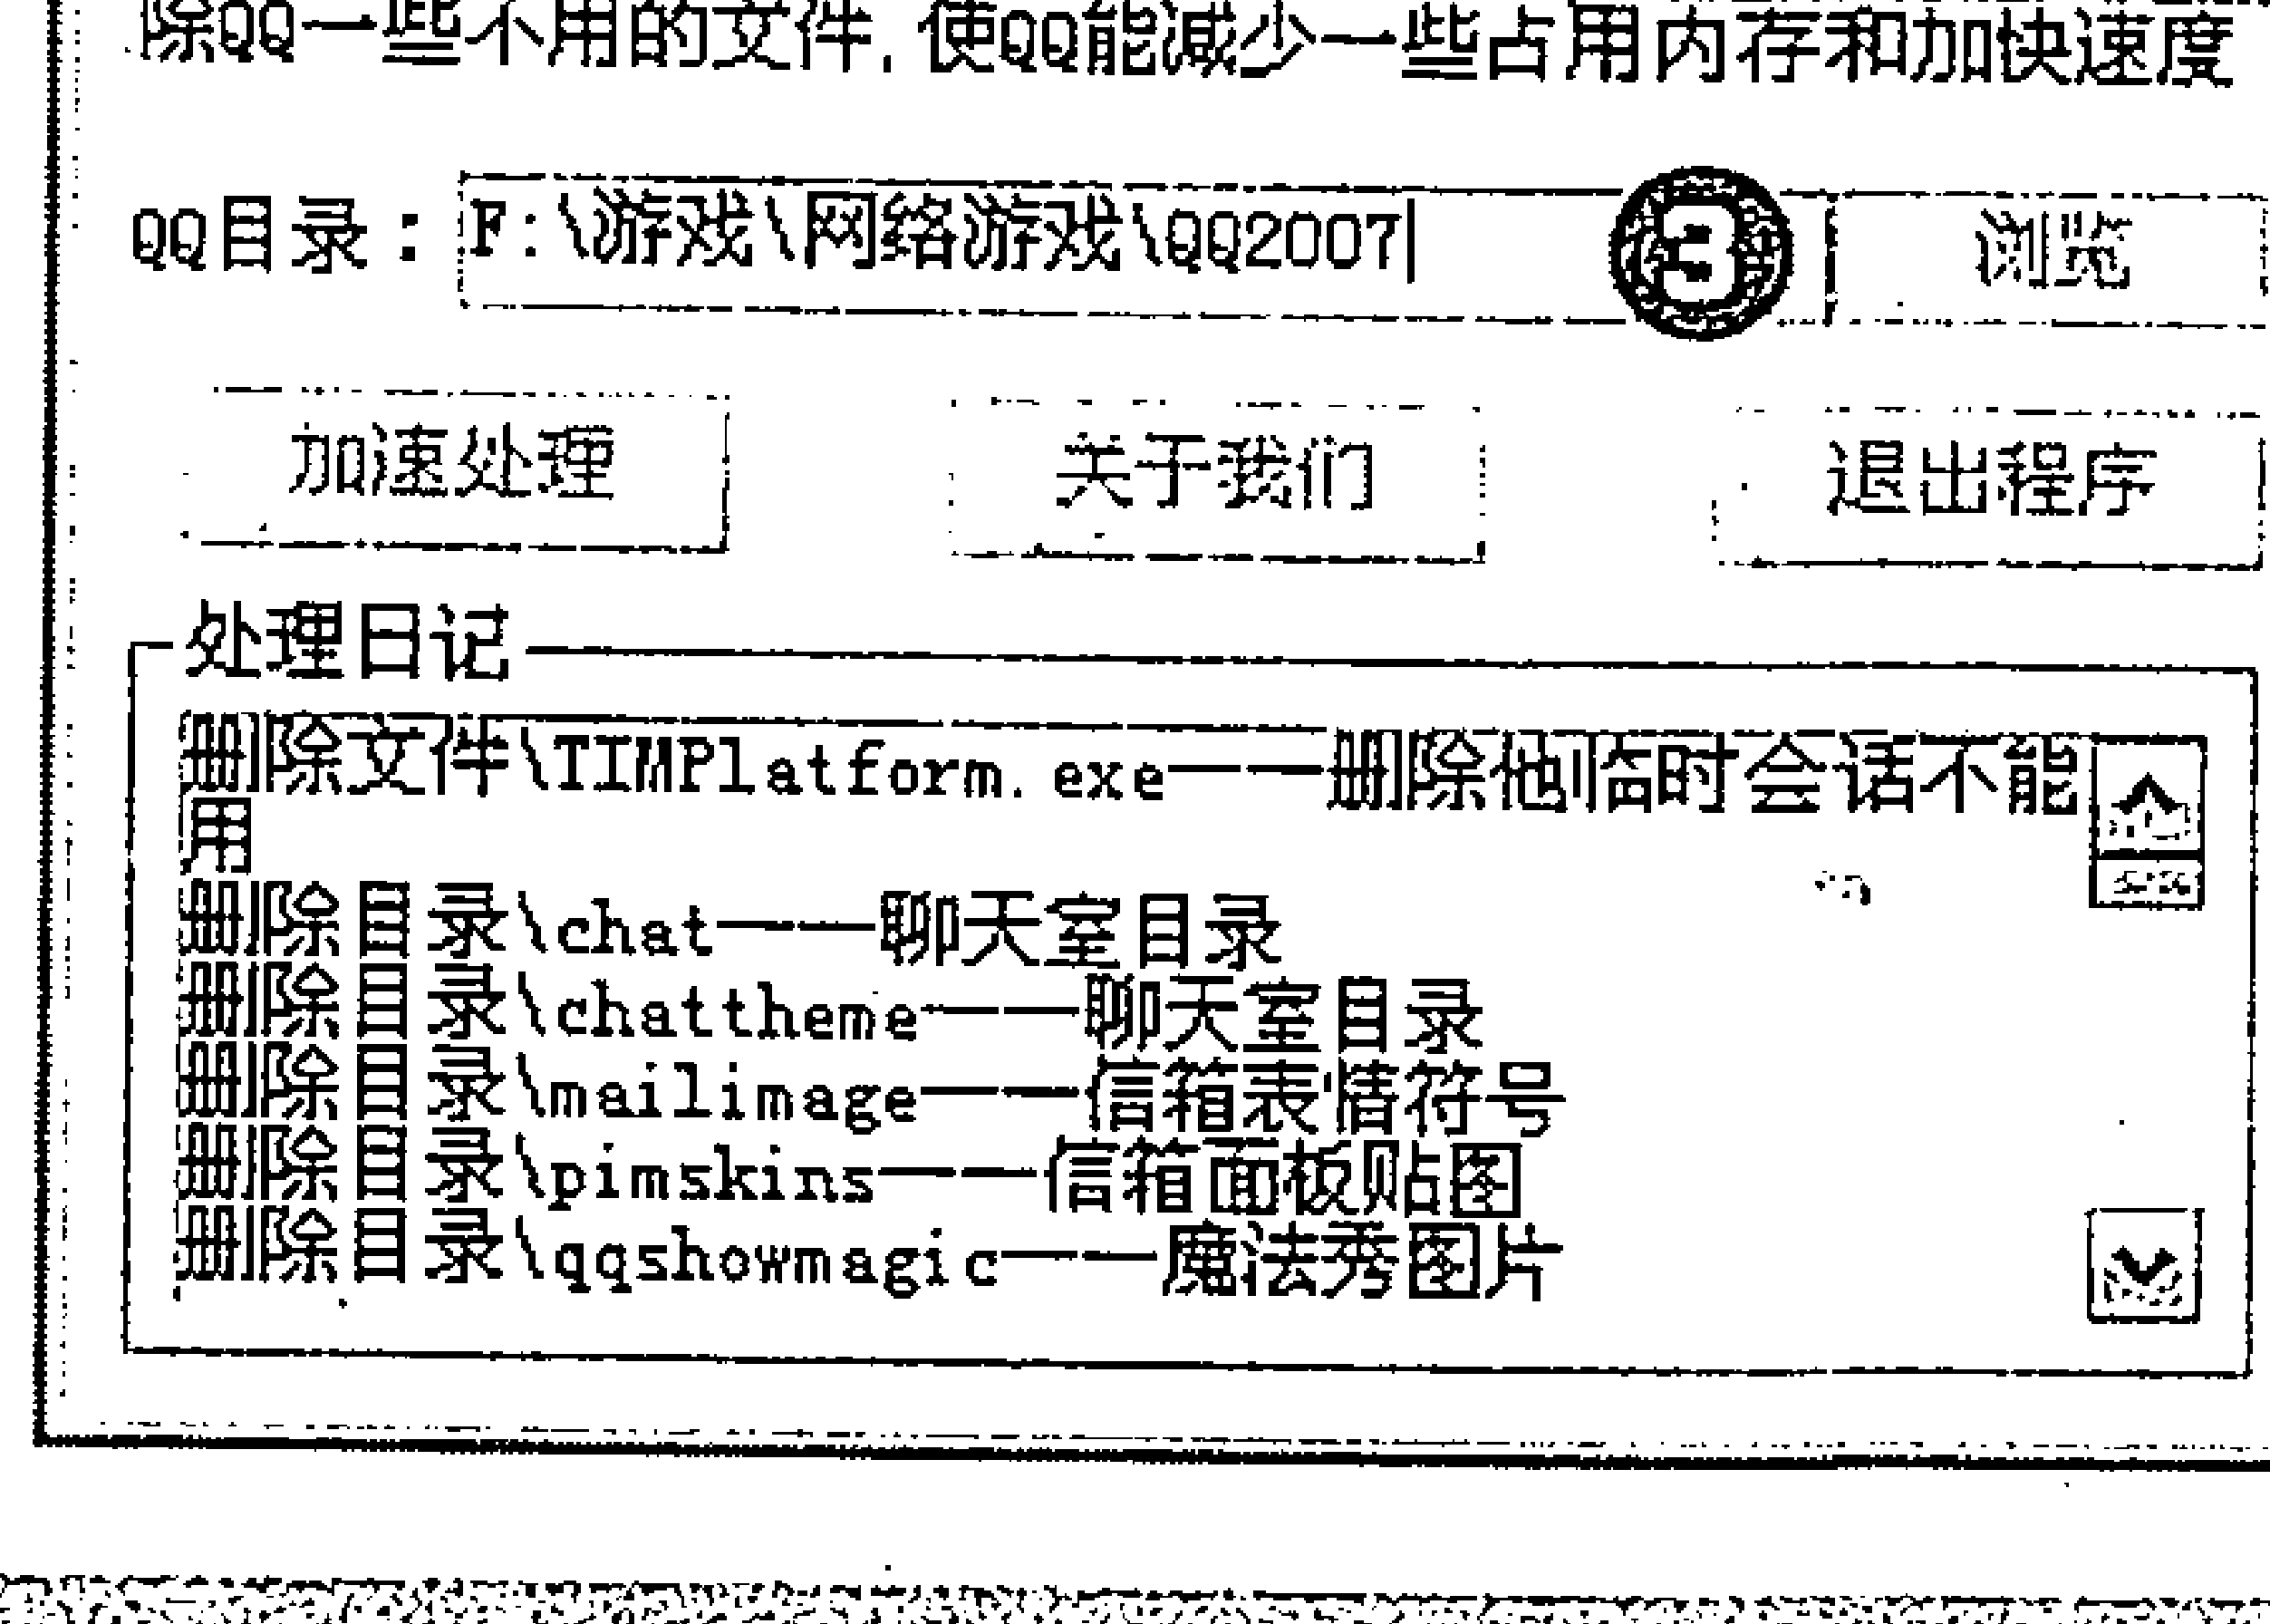 除QQ一些不用的文件，使QQ能减少一些占用内存和加快速度
QQ目录：F:\游戏\网络游戏\QQ2007 浏览
加速处理 关于我们 退出程序
处理日记
删除文件\TIMPlatform.exe——删除他临时会话不能
用
删除目录\chat——聊天室目录
删除目录\chattheme——聊天室目录
删除目录\mailimage——信箱表情符号
删除目录\pimskins——信箱面板贴图
删除目录\qqshowmagic——魔法秀图片